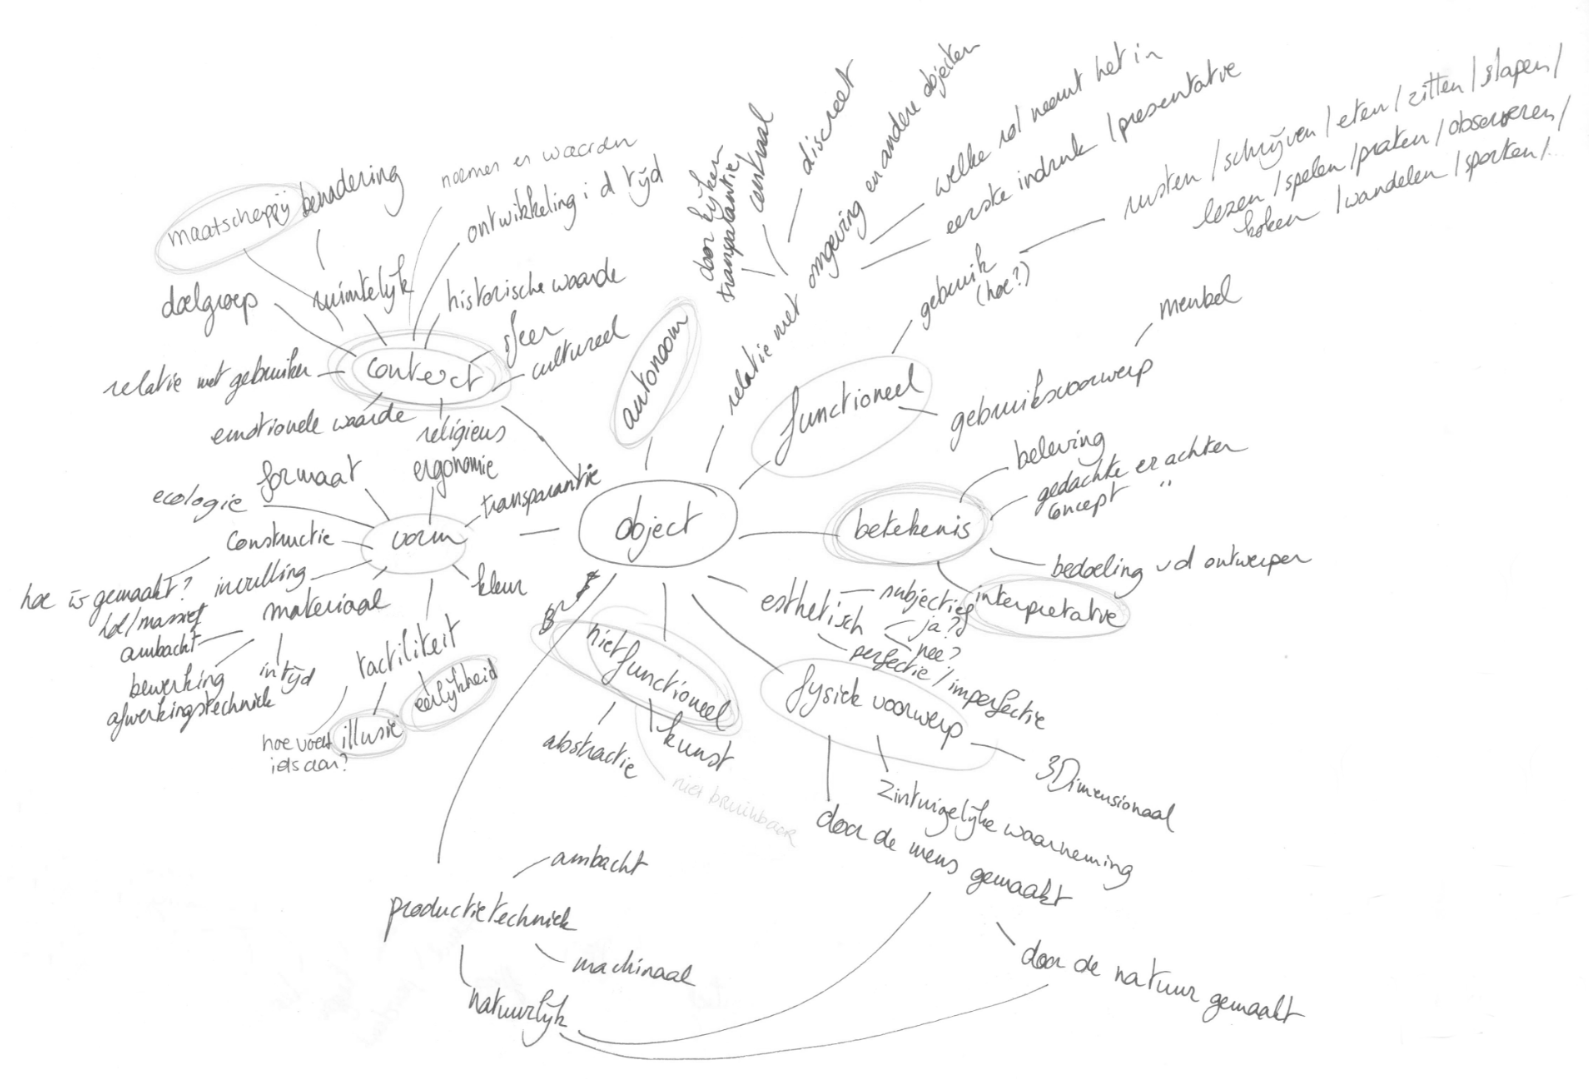 maatschappij
benadering
normen en waarden
ontwikkeling i d tijd
doelgroep
ruimtelijk
historische waarde
sfeer
cultureel
context
relatie met gebruiker
emotionele waarde
religieus
ergonomie
formaat
ecologie
transparantie
constructie
vorm
hoe is gemaakt?
hol/massief
invulling
materiaal
kleur
ambacht
bewerking
afwerkingstechniek
in tijd
tactiliteit
hoe voelt
iets aan?
illusie
eerlijkheid
object
autonoom
relatie met omgeving en andere objecten
door kijken
transparantie
centraal
discreet
welke rol neemt het in
eerste indruk / presentatie
functioneel
gebruik
(hoe?)
rusten / schrijven / eten / zitten / slapen /
lezen / spelen / praten / observeren /
koken / wandelen / sporten /...
gebruiksvoorwerp
meubel
betekenis
beleving
gedachte er achter
concept "
bedoeling v d ontwerper
interpretatie
esthetisch
subjectief
ja?
nee?
perfectie / imperfectie
fysiek voorwerp
3Dimensionaal
zintuigelijke waarneming
door de mens gemaakt
door de natuur gemaakt
niet
functioneel
abstractie
kunst
niet bruikbaar
productietechniek
ambacht
machinaal
natuurlijk